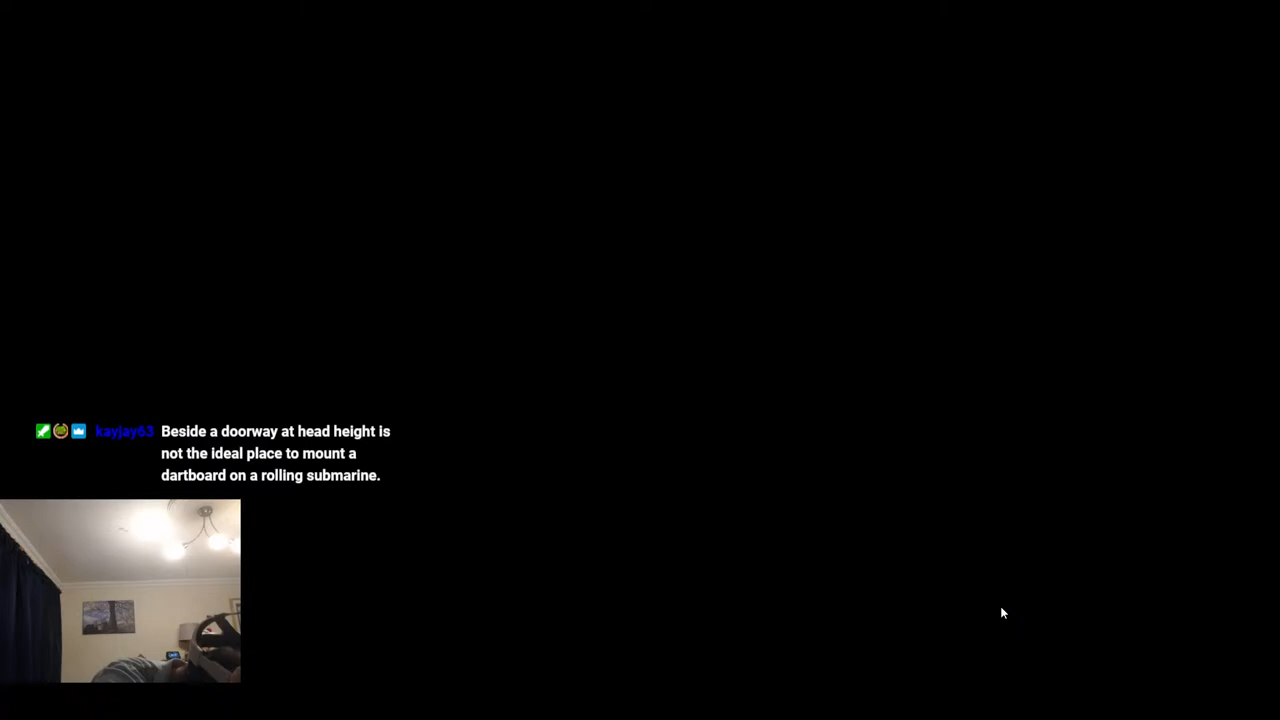 kayjay63 Beside a doorway at head height is
not the ideal place to mount a
dartboard on a rolling submarine.